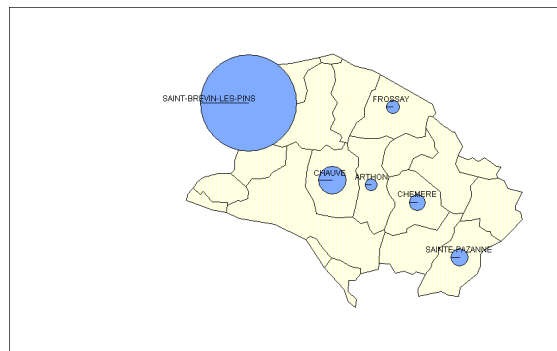 SAINT-BREVIN-LES-PINS
FROSSAY
CHAUVE
ARTHON
CHEMERE
SAINTE-PAZANNE